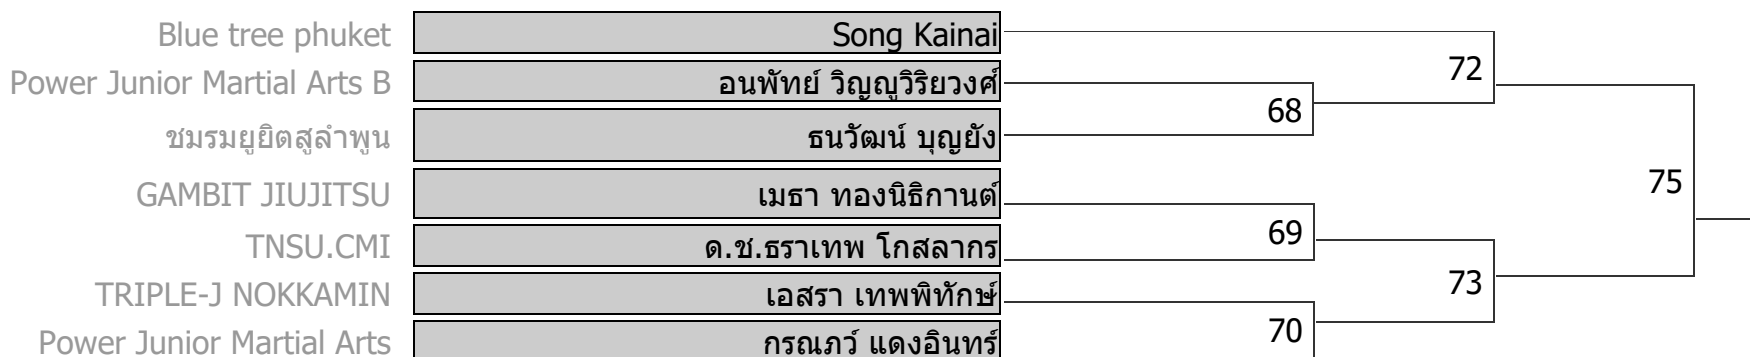 Blue tree phuket Song Kainai
72
Power Junior Martial Arts B อนพัทย์ วิญญูวิริยวงศ์
68
ชมรมยูยิตสูลำพูน ธนวัฒน์ บุญยัง
75
GAMBIT JIUJITSU เมธา ทองนิธิกานต์
69
TNSU.CMI ด.ช.ธราเทพ โกสลากร
73
TRIPLE-J NOKKAMIN เอสรา เทพพิทักษ์
70
Power Junior Martial Arts กรณภว์ แดงอินทร์